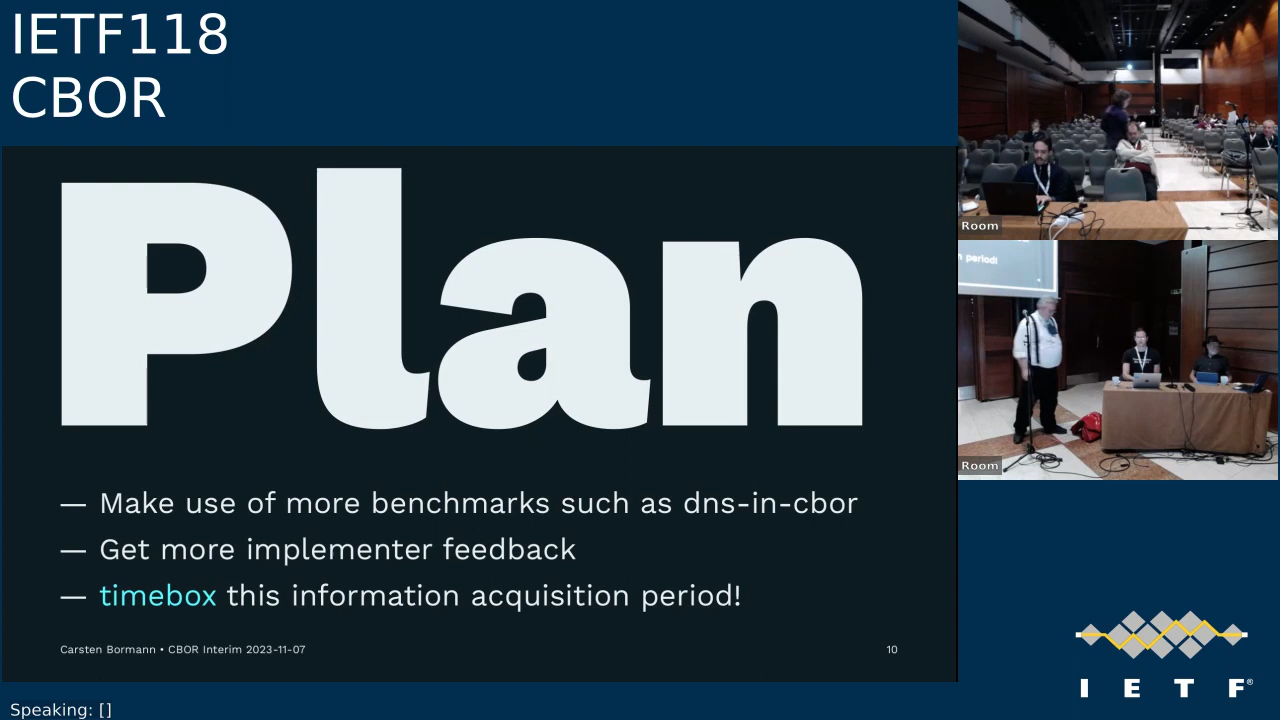 IETF118
CBOR
Plan
— Make use of more benchmarks such as dns-in-cbor
— Get more implementer feedback
— timebox this information acquisition period!
Carsten Bormann • CBOR Interim 2023-11-07
10
Room
n period!
Room
I E T F®
Speaking: []